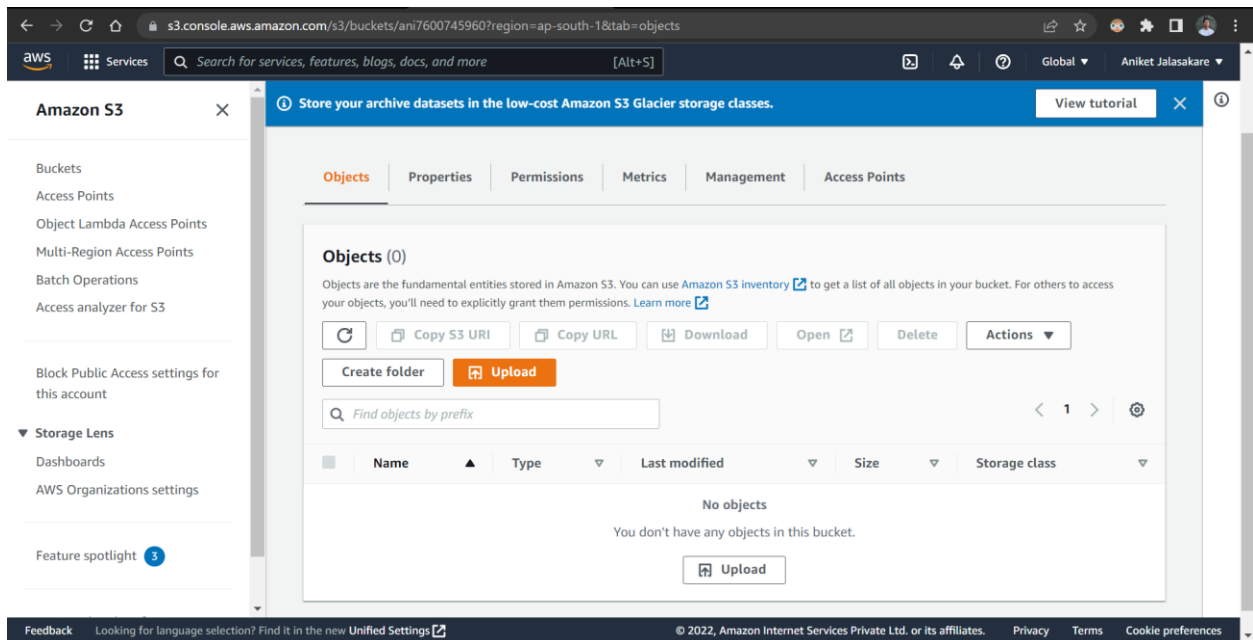 s3.console.aws.amazon.com/s3/buckets/ani7600745960?region=ap-south-1&tab=objects
aws Services Search for services, features, blogs, docs, and more [Alt+S] Global Aniket Jalasakare
Amazon S3
Buckets
Access Points
Object Lambda Access Points
Multi-Region Access Points
Batch Operations
Access analyzer for S3
Block Public Access settings for
this account
Storage Lens
Dashboards
AWS Organizations settings
Feature spotlight 3
Store your archive datasets in the low-cost Amazon S3 Glacier storage classes. View tutorial
Objects Properties Permissions Metrics Management Access Points
Objects (0)
Objects are the fundamental entities stored in Amazon S3. You can use Amazon S3 inventory to get a list of all objects in your bucket. For others to access
your objects, you'll need to explicitly grant them permissions. Learn more
Copy S3 URI Copy URL Download Open Delete Actions
Create folder Upload
Find objects by prefix 1
Name Type Last modified Size Storage class
No objects
You don't have any objects in this bucket.
Upload
Feedback Looking for language selection? Find it in the new Unified Settings © 2022, Amazon Internet Services Private Ltd. or its affiliates. Privacy Terms Cookie preferences